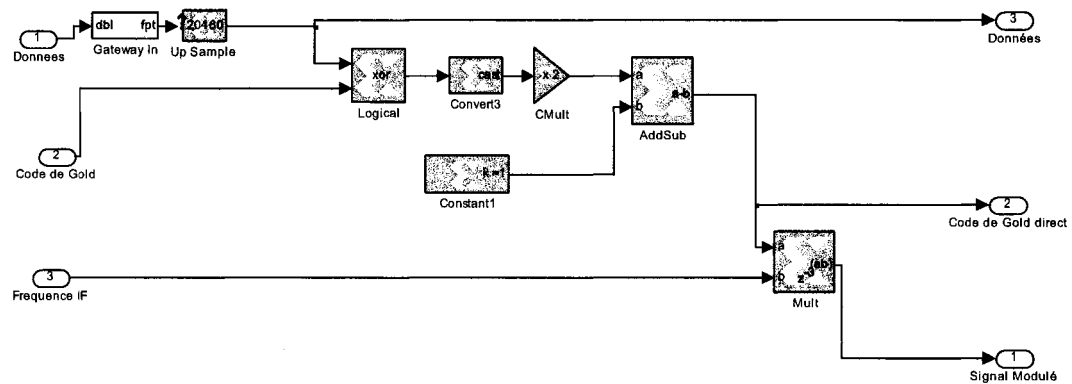 1
Donnees
dbl fpt
Gateway In
20460
Up Sample
3
Données
xor
Logical
cast
Convert3
x 2
CMult
a
b
a-b
AddSub
2
Code de Gold
k =1
Constant1
2
Code de Gold direct
3
Frequence IF
a
b
z-3(ab)
Mult
1
Signal Modulé